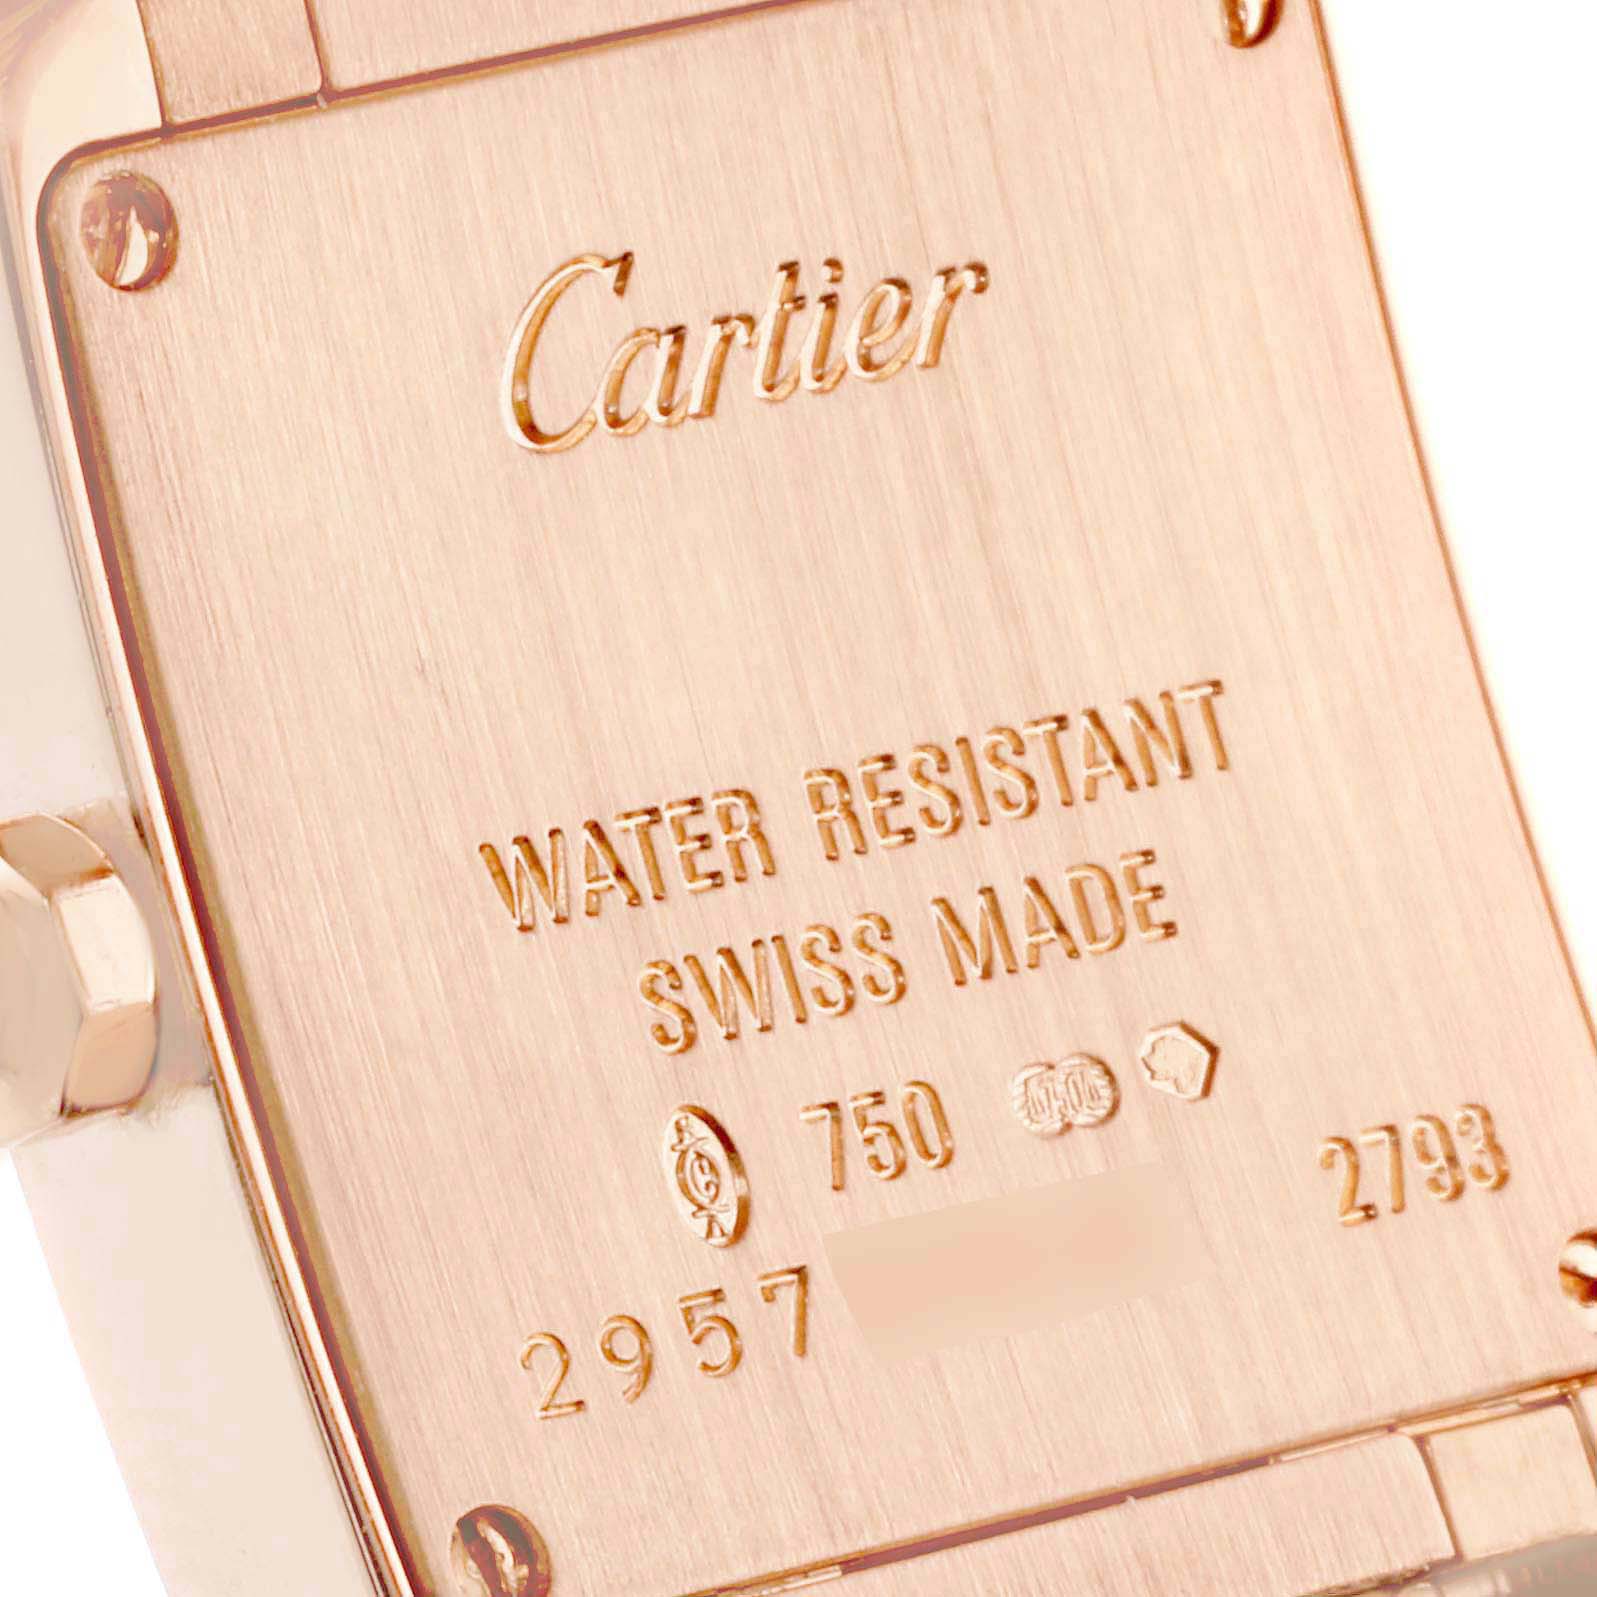 Cartier
WATER RESISTANT
SWISS MADE
750
2793
2957